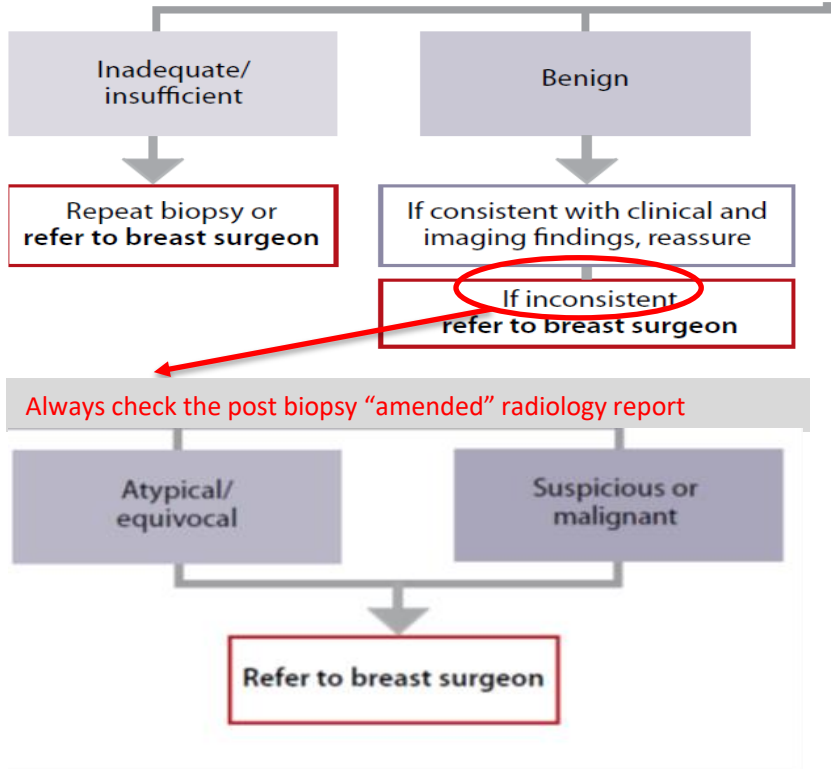 Inadequate/
insufficient
Benign
Repeat biopsy or
refer to breast surgeon
If consistent with clinical and
imaging findings, reassure
If inconsistent
refer to breast surgeon
Always check the post biopsy “amended” radiology report
Atypical/
equivocal
Suspicious or
malignant
Refer to breast surgeon